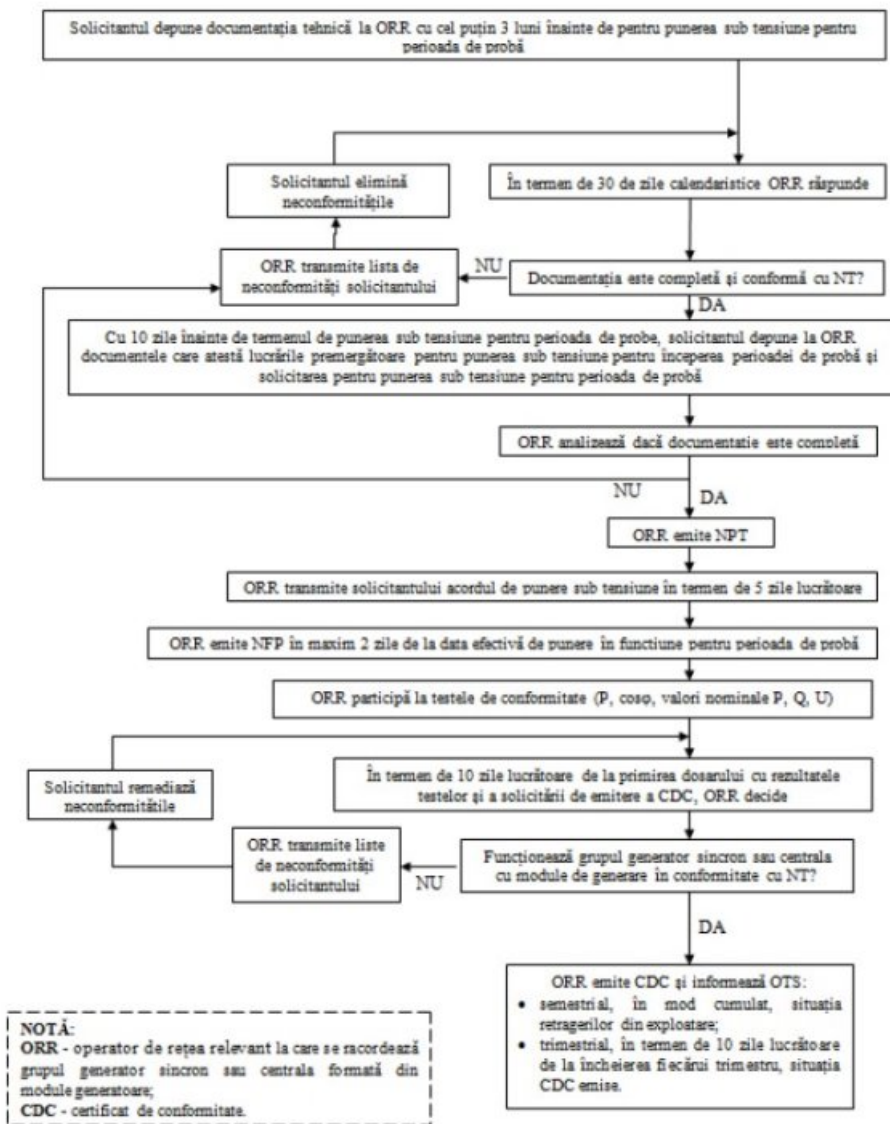 Solicitantul depune documentația tehnică la ORR cu cel puțin 3 luni înainte de pentru punerea sub tensiune pentru
perioada de probă
Solicitantul elimină
neconformitățile
În termen de 30 de zile calendaristice ORR răspunde
ORR transmite lista de
neconformități solicitantului
NU
Documentația este completă și conformă cu NT?
DA
Cu 10 zile înainte de termenul de punerea sub tensiune pentru perioada de probe, solicitantul depune la ORR
documentele care atestă lucrările premergătoare pentru punerea sub tensiune pentru începerea perioadei de probă și
solicitarea pentru punerea sub tensiune pentru perioada de probă
ORR analizează dacă documentatie este completă
NU
DA
ORR emite NPT
ORR transmite solicitantului acordul de punere sub tensiune în termen de 5 zile lucrătoare
ORR emite NFP în maxim 2 zile de la data efectivă de punere în functiune pentru perioada de probă
ORR participă la testele de conformitate (P, cosφ, valori nominale P, Q, U)
Solicitantul remediază
neconformitățile
În termen de 10 zile lucrătoare de la primirea dosarului cu rezultatele
testelor și a solicitării de emitere a CDC, ORR decide
ORR transmite liste
de neconformități
solicitantului
NU
Funcționează grupul generator sincron sau centrala
cu module de generare în conformitate cu NT?
DA
ORR emite CDC și informează OTS:
• semestrial, în mod cumulat, situația
retragerilor din exploatare;
• trimestrial, în termen de 10 zile lucrătoare
de la încheierea fiecărui trimestru, situația
CDC emise.
NOTĂ:
ORR - operator de rețea relevant la care se racordează
grupul generator sincron sau centrala formată din
module generatoare;
CDC - certificat de conformitate.